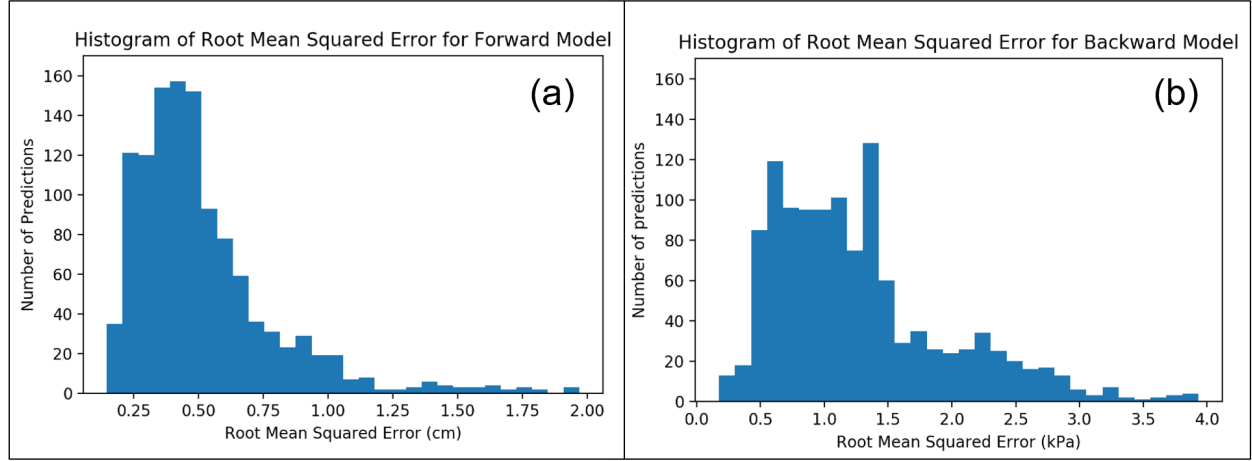 Histogram of Root Mean Squared Error for Forward Model
(a)
160
140
120
100
80
60
40
20
0
Number of Predictions
0.25 0.50 0.75 1.00 1.25 1.50 1.75 2.00
Root Mean Squared Error (cm)
Histogram of Root Mean Squared Error for Backward Model
(b)
160
140
120
100
80
60
40
20
0
Number of predictions
0.0 0.5 1.0 1.5 2.0 2.5 3.0 3.5 4.0
Root Mean Squared Error (kPa)